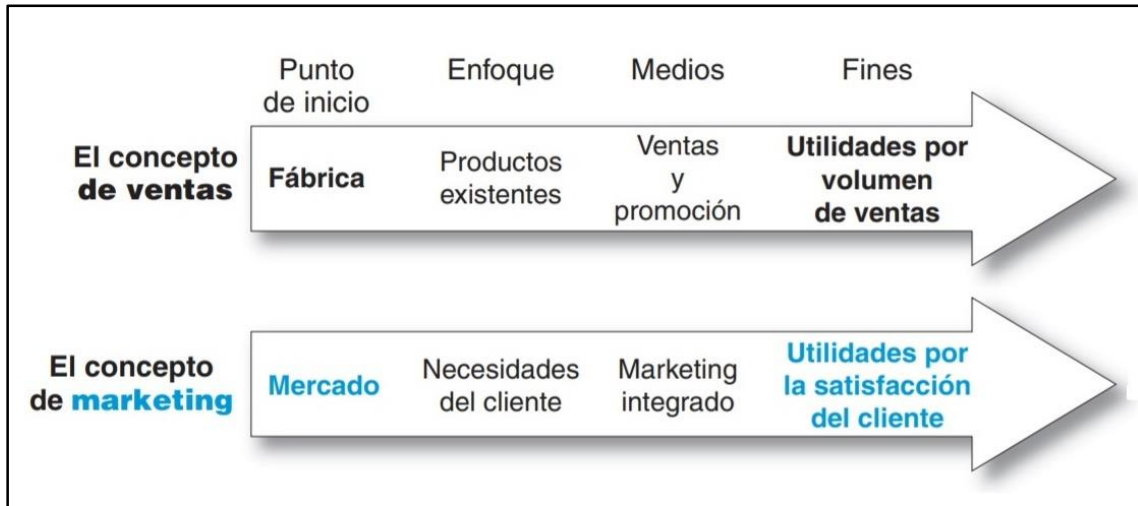 Punto
de inicio
Enfoque
Medios
Fines
El concepto
de ventas
Fábrica
Productos
existentes
Ventas
y
promoción
Utilidades por
volumen
de ventas
El concepto
de marketing
Mercado
Necesidades
del cliente
Marketing
integrado
Utilidades por
la satisfacción
del cliente